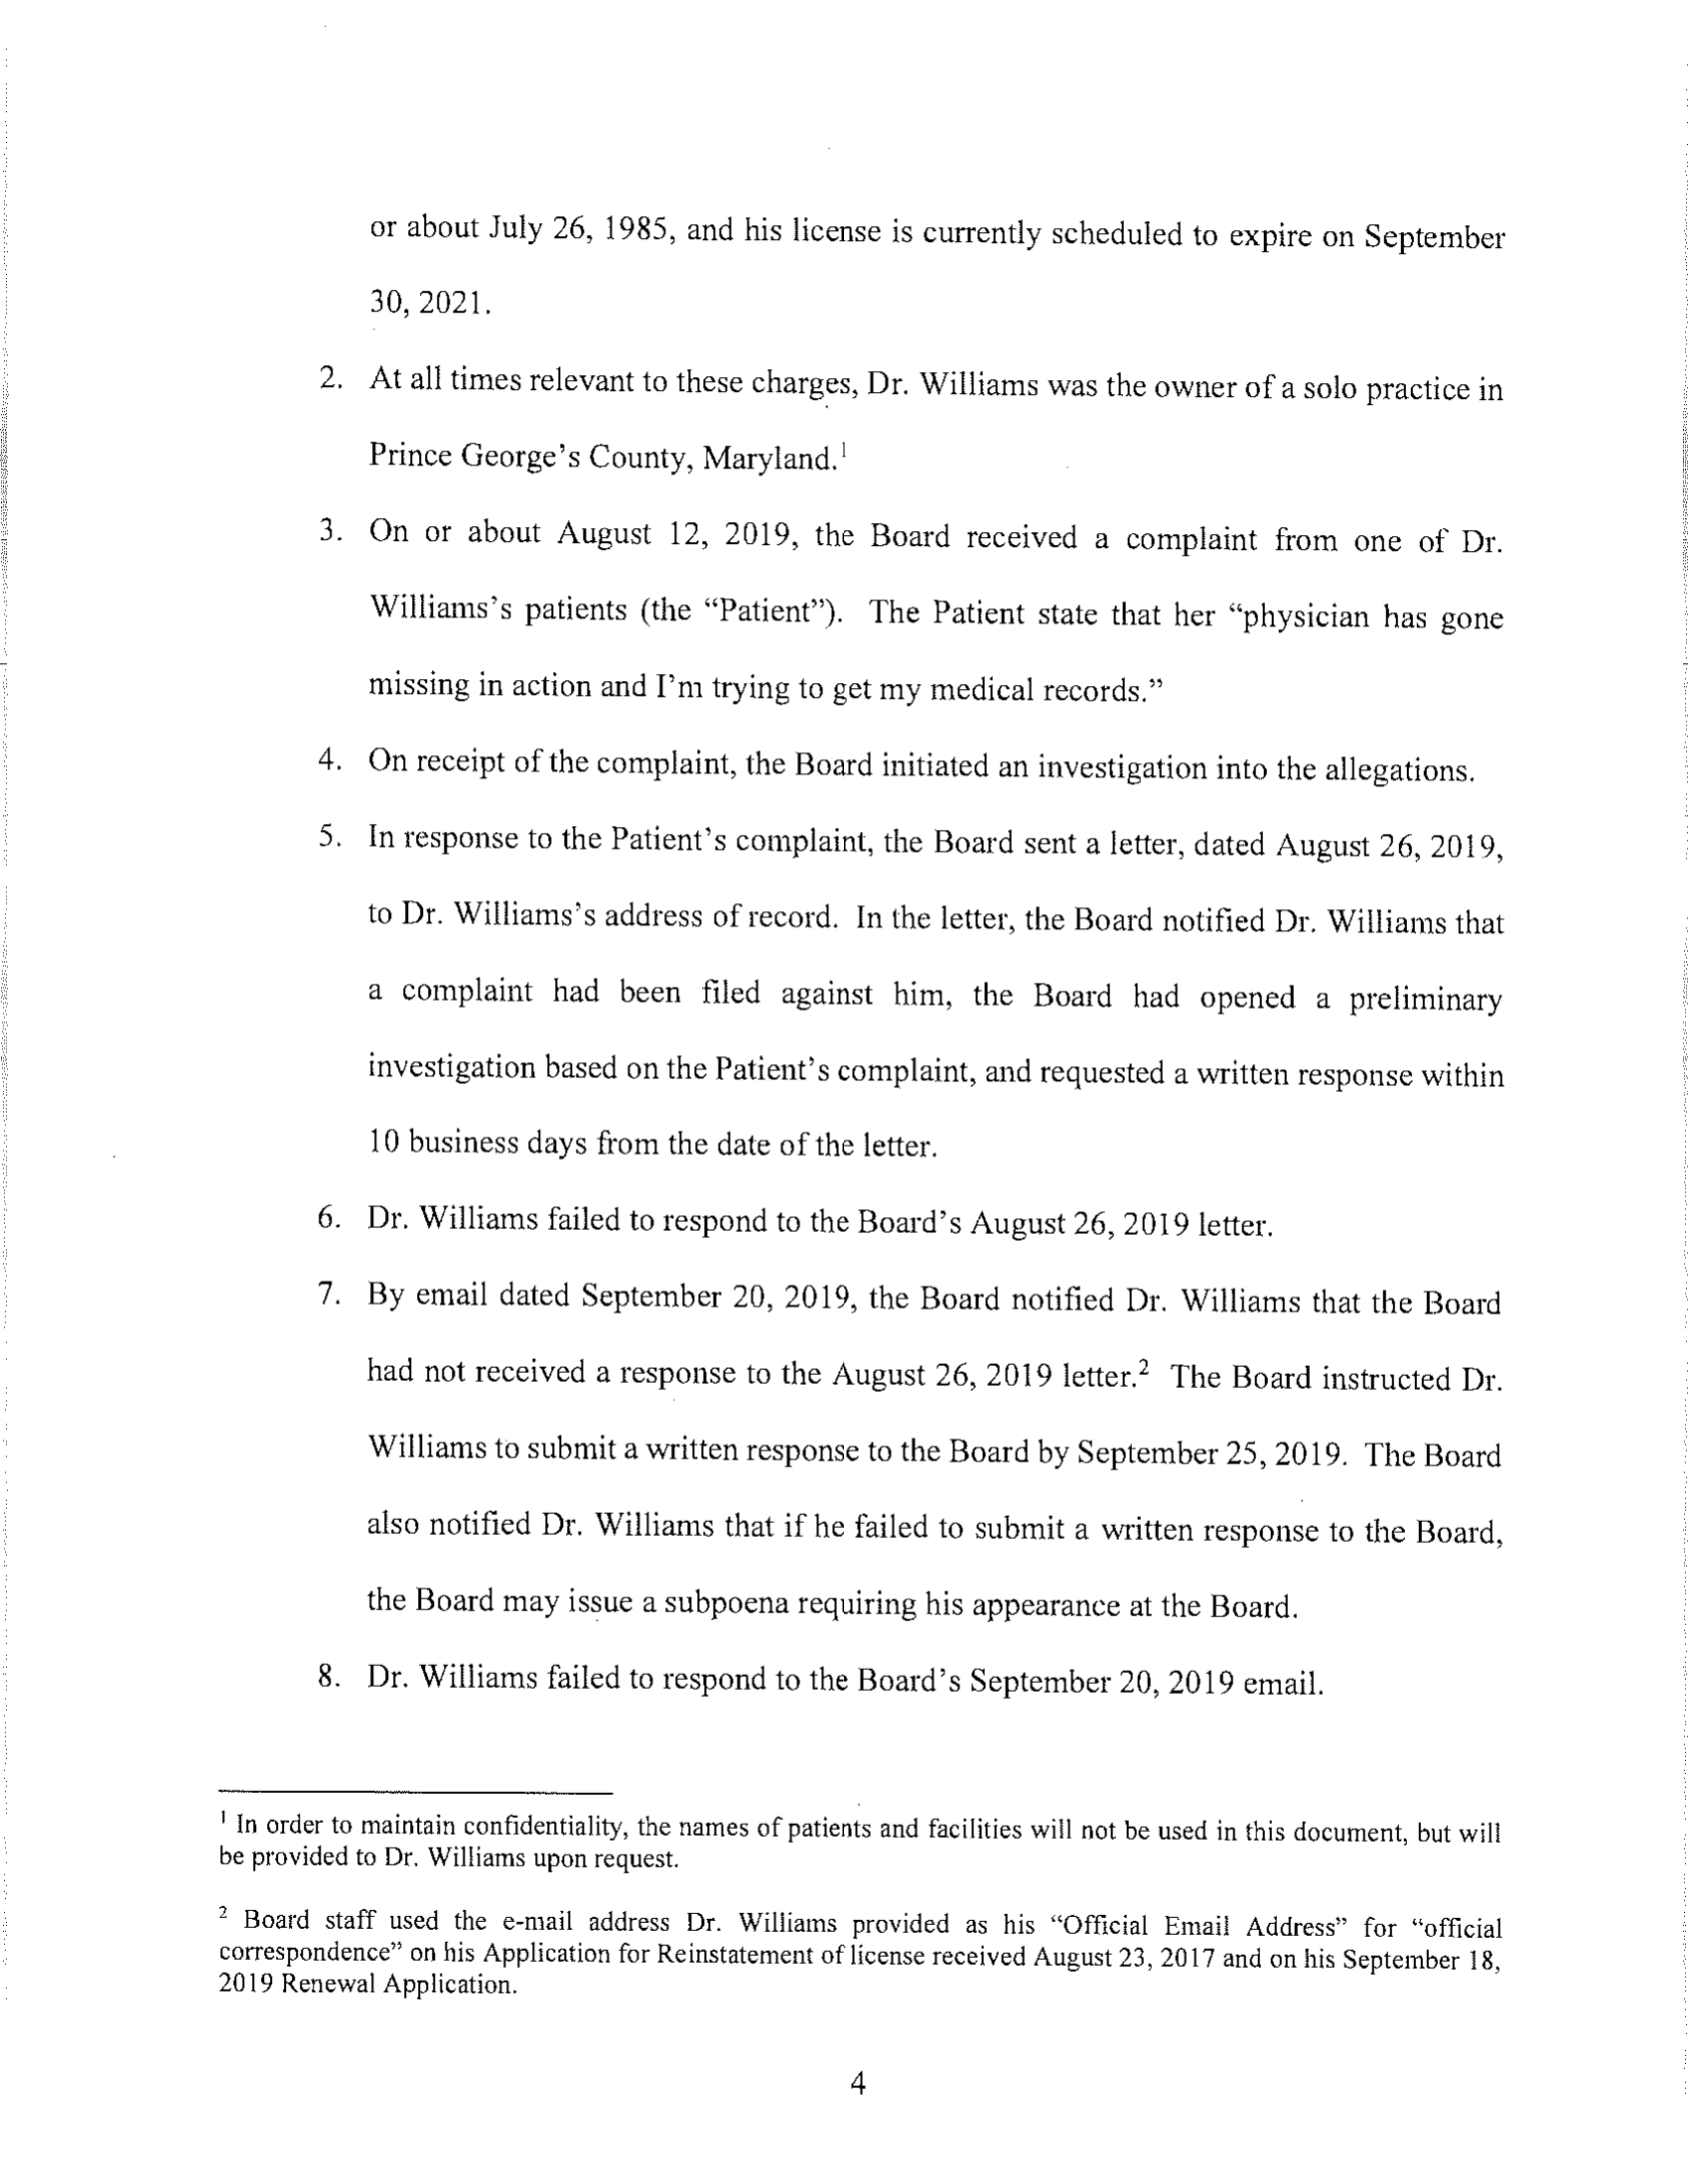 or about July 26, 1985, and his license is currently scheduled to expire on September
30, 2021.
2. At all times relevant to these charges, Dr. Williams was the owner of a solo practice in
Prince George's County, Maryland.¹
3. On or about August 12, 2019, the Board received a complaint from one of Dr.
Williams's patients (the “Patient”). The Patient state that her “physician has gone
missing in action and I'm trying to get my medical records.”
4. On receipt of the complaint, the Board initiated an investigation into the allegations.
5. In response to the Patient's complaint, the Board sent a letter, dated August 26, 2019,
to Dr. Williams's address of record. In the letter, the Board notified Dr. Williams that
a complaint had been filed against him, the Board had opened a preliminary
investigation based on the Patient's complaint, and requested a written response within
10 business days from the date of the letter.
6. Dr. Williams failed to respond to the Board's August 26, 2019 letter.
7. By email dated September 20, 2019, the Board notified Dr. Williams that the Board
had not received a response to the August 26, 2019 letter.² The Board instructed Dr.
Williams to submit a written response to the Board by September 25, 2019. The Board
also notified Dr. Williams that if he failed to submit a written response to the Board,
the Board may issue a subpoena requiring his appearance at the Board.
8. Dr. Williams failed to respond to the Board's September 20, 2019 email.
¹ In order to maintain confidentiality, the names of patients and facilities will not be used in this document, but will
be provided to Dr. Williams upon request.
² Board staff used the e-mail address Dr. Williams provided as his “Official Email Address” for “official
correspondence” on his Application for Reinstatement of license received August 23, 2017 and on his September 18,
2019 Renewal Application.
4